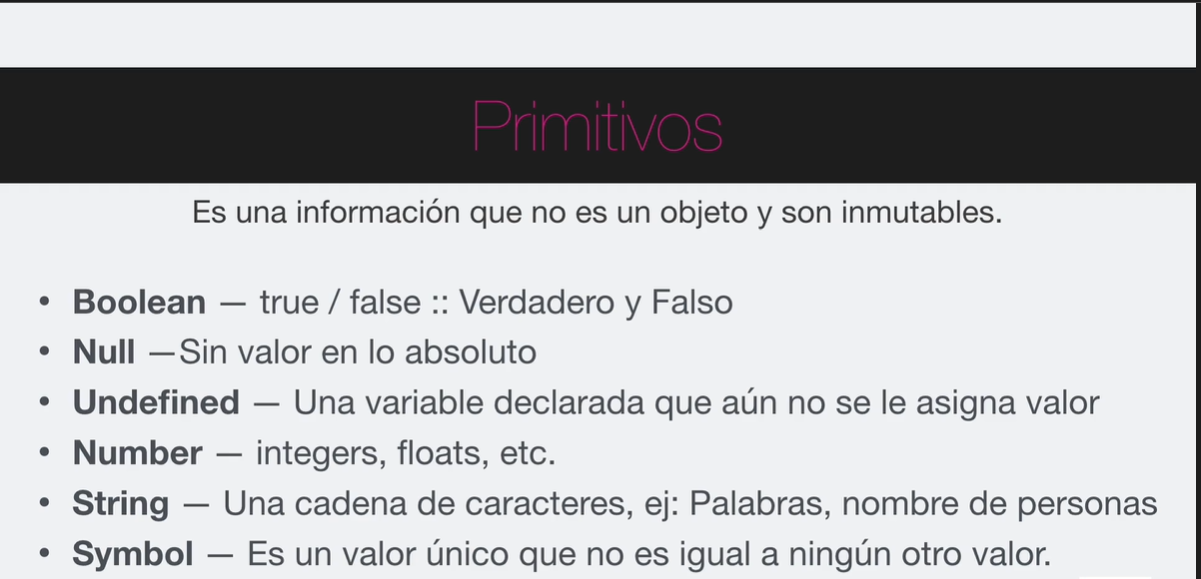 Primitivos
Es una información que no es un objeto y son inmutables.
• Boolean — true / false :: Verdadero y Falso
• Null —Sin valor en lo absoluto
• Undefined — Una variable declarada que aún no se le asigna valor
• Number — integers, floats, etc.
• String — Una cadena de caracteres, ej: Palabras, nombre de personas
• Symbol — Es un valor único que no es igual a ningún otro valor.